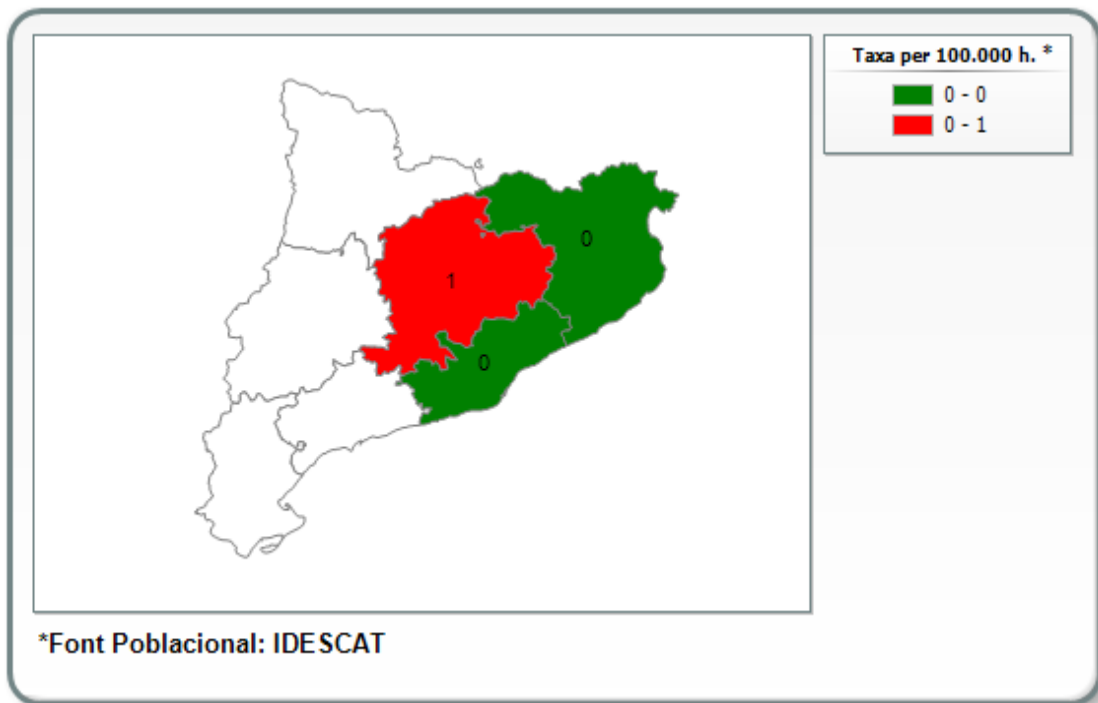 Taxa per 100.000 h. *
0 - 0
0 - 1
0
1
0
*Font Poblacional: IDESCAT